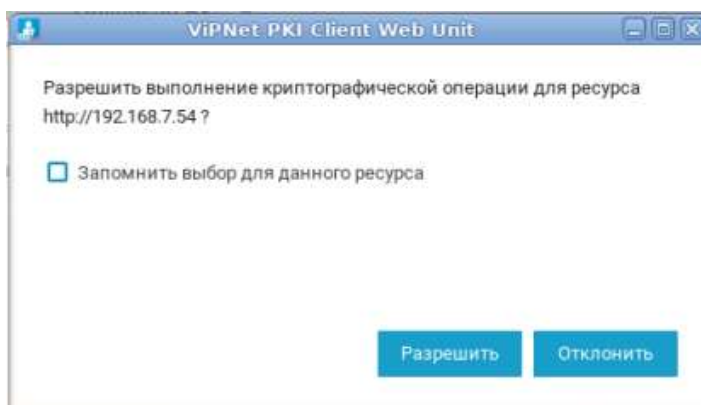 ViPNet PKI Client Web Unit
Разрешить выполнение криптографической операции для ресурса
http://192.168.7.54 ?
Запомнить выбор для данного ресурса
Разрешить Отклонить